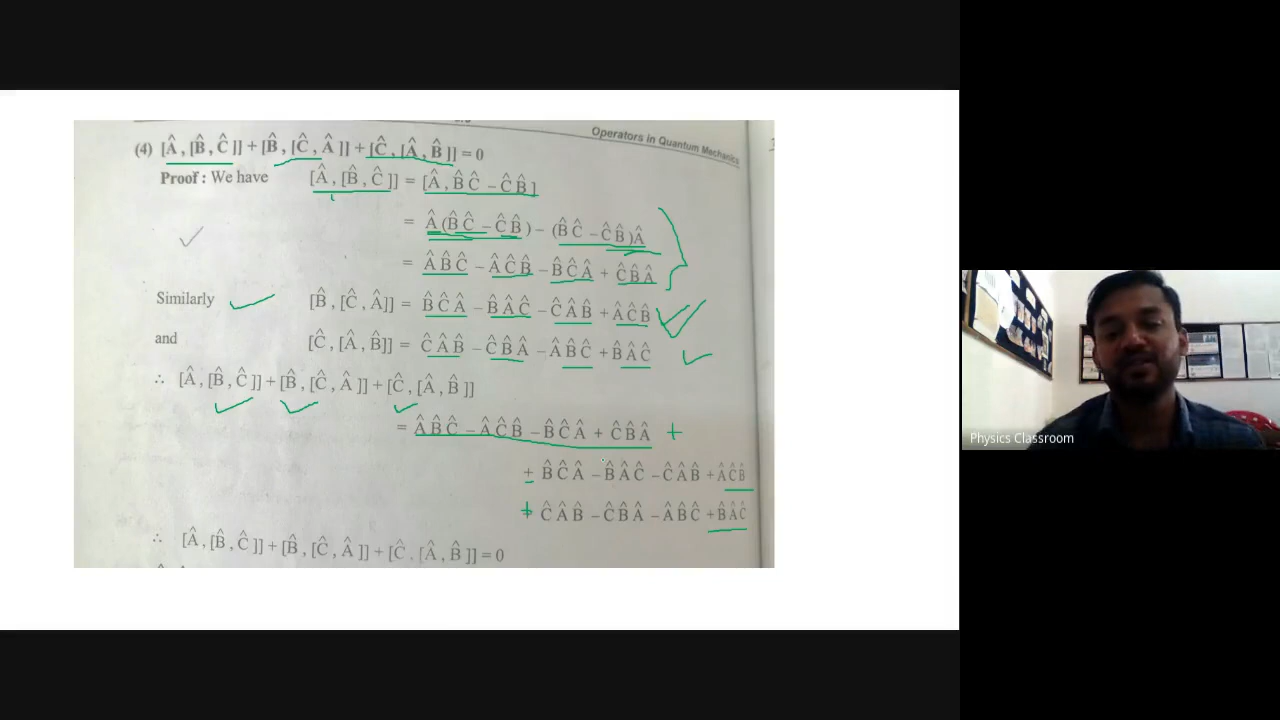 Operators in Quantum Mechanics
(4) [Â, [B̂, Ĉ]] + [B̂, [Ĉ, Â]] + [Ĉ, [Â, B̂]] = 0
Proof : We have [Â, [B̂, Ĉ]] = [Â, B̂Ĉ − ĈB̂]
= Â(B̂Ĉ − ĈB̂) − (B̂Ĉ − ĈB̂)Â
= ÂB̂Ĉ − ÂĈB̂ − B̂ĈÂ + ĈB̂Â
Similarly [B̂, [Ĉ, Â]] = B̂ĈÂ − B̂ÂĈ − ĈÂB̂ + ÂĈB̂
and [Ĉ, [Â, B̂]] = ĈÂB̂ − ĈB̂Â − ÂB̂Ĉ + B̂ÂĈ
∴ [Â, [B̂, Ĉ]] + [B̂, [Ĉ, Â]] + [Ĉ, [Â, B̂]]
= ÂB̂Ĉ − ÂĈB̂ − B̂ĈÂ + ĈB̂Â +
+ B̂ĈÂ − B̂ÂĈ − ĈÂB̂ + ÂĈB̂
+ ĈÂB̂ − ĈB̂Â − ÂB̂Ĉ + B̂ÂĈ
∴ [Â, [B̂, Ĉ]] + [B̂, [Ĉ, Â]] + [Ĉ, [Â, B̂]] = 0
Physics Classroom